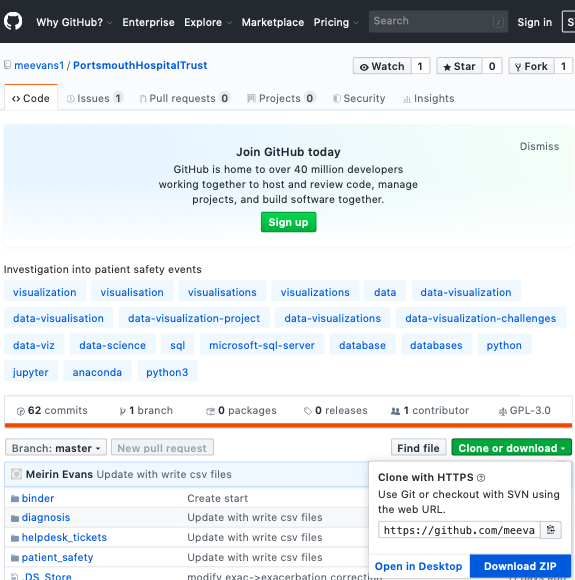 Why GitHub? Enterprise Explore Marketplace Pricing Search / Sign in S
meevans1 / PortsmouthHospitalTrust
Watch 1 Star 0 Fork 1
Code Issues 1 Pull requests 0 Projects 0 Security Insights
Dismiss
Join GitHub today
GitHub is home to over 40 million developers
working together to host and review code, manage
projects, and build software together.
Sign up
Investigation into patient safety events
visualization visualisation visualisations visualizations data data-visualization
data-visualisation data-visualization-project data-visualizations data-visualization-challenges
data-viz data-science sql microsoft-sql-server database databases python
jupyter anaconda python3
62 commits 1 branch 0 packages 0 releases 1 contributor GPL-3.0
Branch: master New pull request Find file Clone or download
Meirin Evans Update with write csv files
binder Create start
diagnosis Update with write csv files
helpdesk_tickets Update with write csv files
patient_safety Update with write csv files
.DS_Store modify exac->exacerbation correction
Clone with HTTPS
Use Git or checkout with SVN using
the web URL.
https://github.com/meeva
Open in Desktop Download ZIP